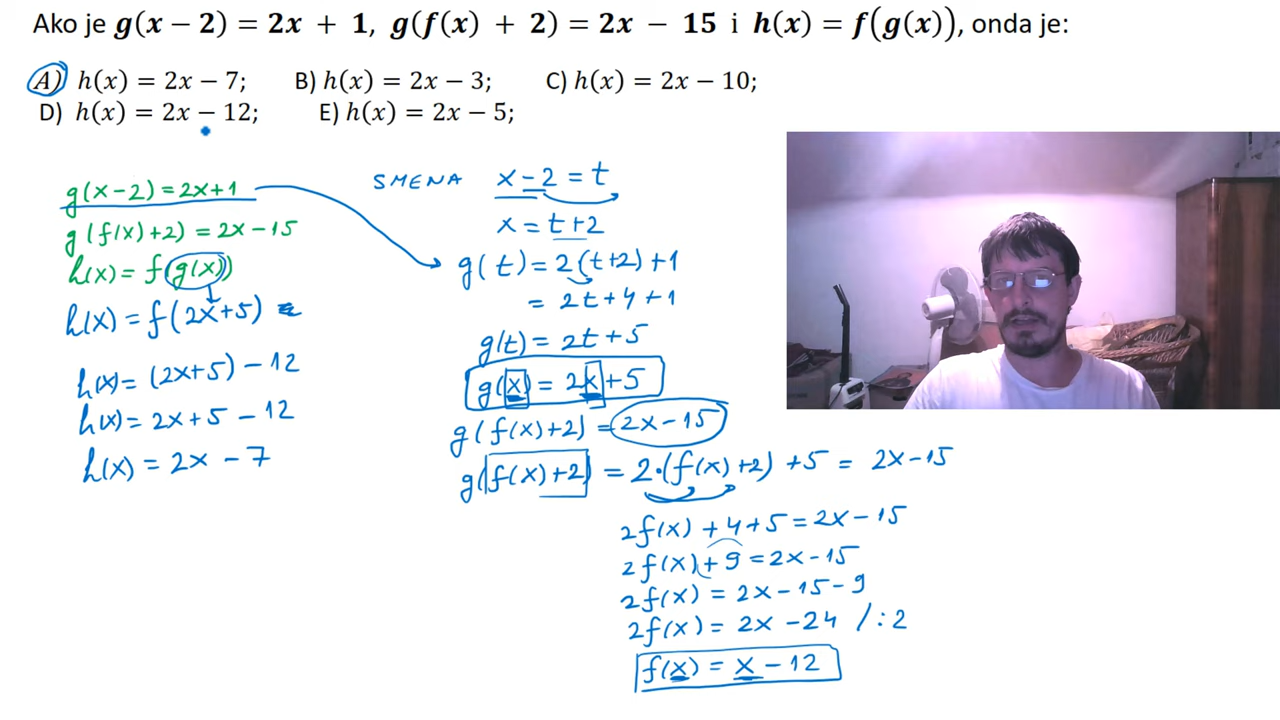 Ako je g(x − 2) = 2x + 1, g(f(x) + 2) = 2x − 15 i h(x) = f(g(x)), onda je:
A) h(x) = 2x − 7; B) h(x) = 2x − 3; C) h(x) = 2x − 10;
D) h(x) = 2x − 12; E) h(x) = 2x − 5;
g(x−2)=2x+1
g(f(x)+2)=2x−15
h(x)=f(g(x))
h(x)=f(2x+5)
h(x)=(2x+5)−12
h(x)=2x+5−12
h(x)=2x−7
SMENA x−2=t
x=t+2
g(t)=2(t+2)+1
=2t+4+1
g(t)=2t+5
g(x)=2x+5
g(f(x)+2)=2x−15
g(f(x)+2)=2·(f(x)+2)+5=2x−15
2f(x)+4+5=2x−15
2f(x)+9=2x−15
2f(x)=2x−15−9
2f(x)=2x−24 /:2
f(x)=x−12